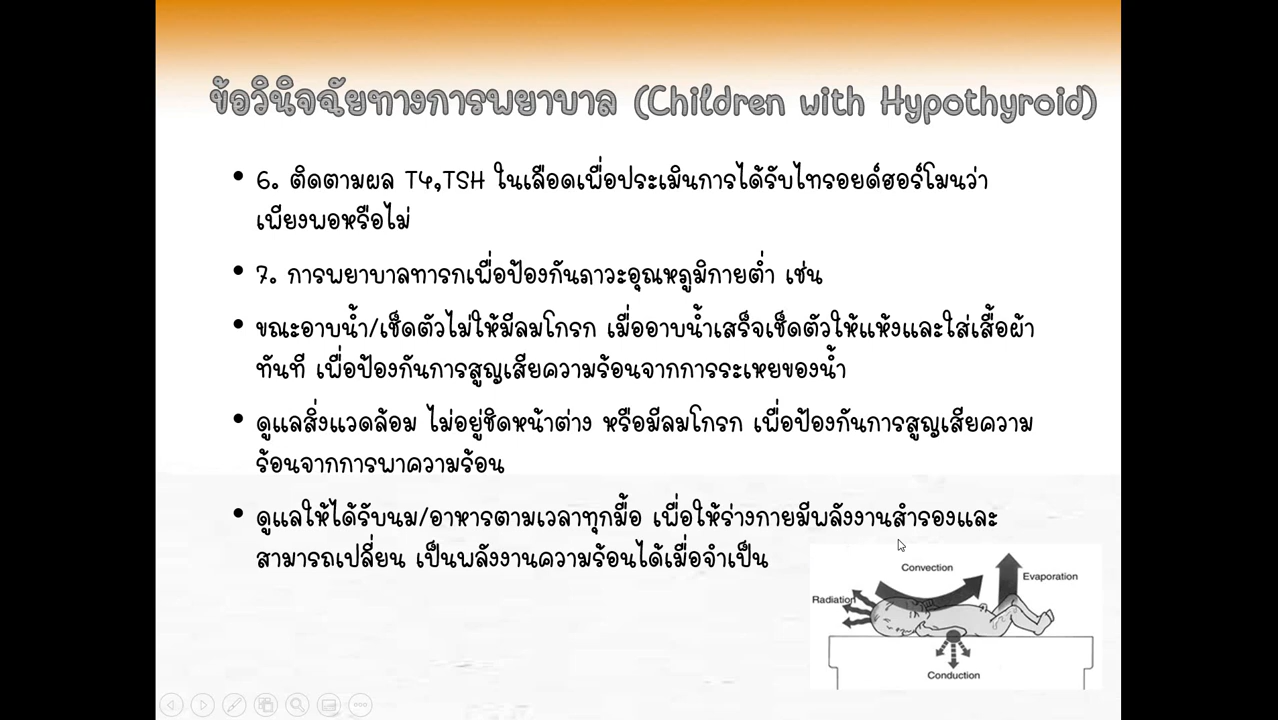 ข้อวินิจฉัยทางการพยาบาล (Children with Hypothyroid)
• 6. ติดตามผล T4,TSH ในเลือดเพื่อประเมินการได้รับไทรอยด์ฮอร์โมนว่า
เพียงพอหรือไม่
• 7. การพยาบาลทารกเพื่อป้องกันภาวะอุณหภูมิกายต่ำ เช่น
• ขณะอาบน้ำ/เช็ดตัวไม่ให้มีลมโกรก เมื่ออาบน้ำเสร็จเช็ดตัวให้แห้งและใส่เสื้อผ้า
ทันที เพื่อป้องกันการสูญเสียความร้อนจากการระเหยของน้ำ
• ดูแลสิ่งแวดล้อม ไม่อยู่ชิดหน้าต่าง หรือมีลมโกรก เพื่อป้องกันการสูญเสียความ
ร้อนจากการพาความร้อน
• ดูแลให้ได้รับนม/อาหารตามเวลาทุกมื้อ เพื่อให้ร่างกายมีพลังงานสำรองและ
สามารถเปลี่ยน เป็นพลังงานความร้อนได้เมื่อจำเป็น
Convection
Evaporation
Radiation
Conduction